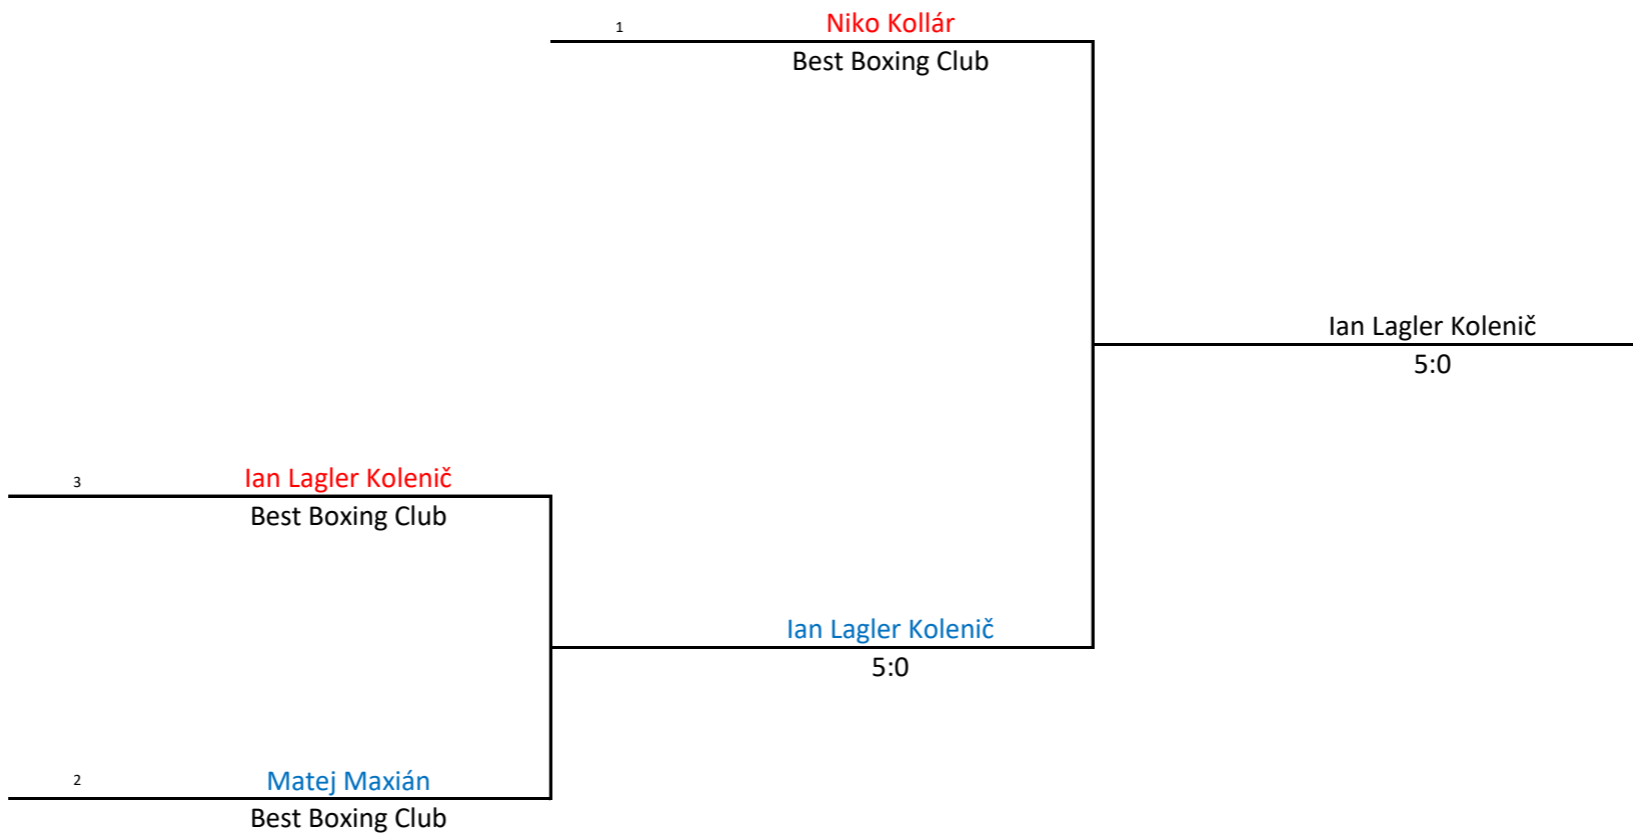 1
Niko Kollár
Best Boxing Club
Ian Lagler Kolenič
5:0
3
Ian Lagler Kolenič
Best Boxing Club
Ian Lagler Kolenič
5:0
2
Matej Maxián
Best Boxing Club